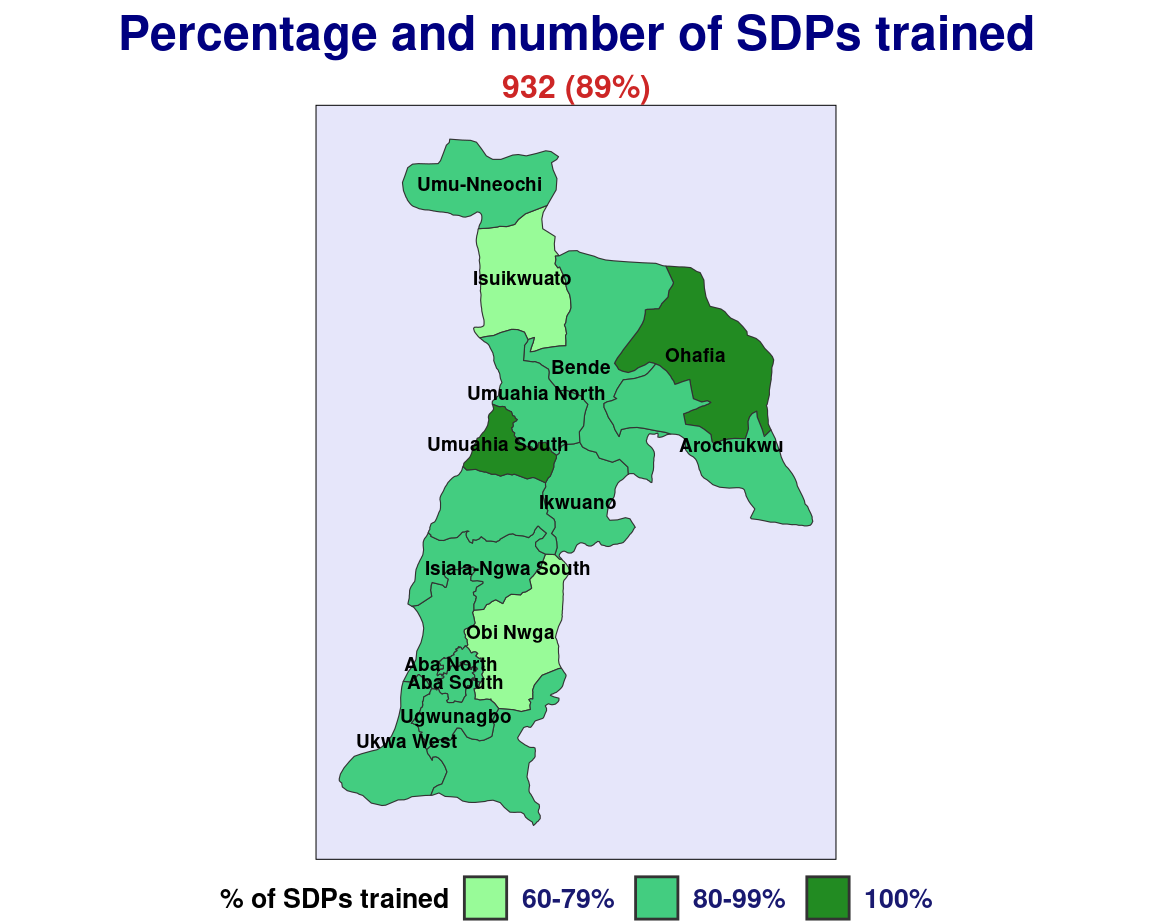 Percentage and number of SDPs trained
932 (89%)
Umu-Nneochi
Isuikwuato
Ohafia
Bende
Umuahia North
Umuahia South
Arochukwu
Ikwuano
Isiala-Ngwa South
Obi Nwga
Aba North
Aba South
Ugwunagbo
Ukwa West
% of SDPs trained 60-79% 80-99% 100%